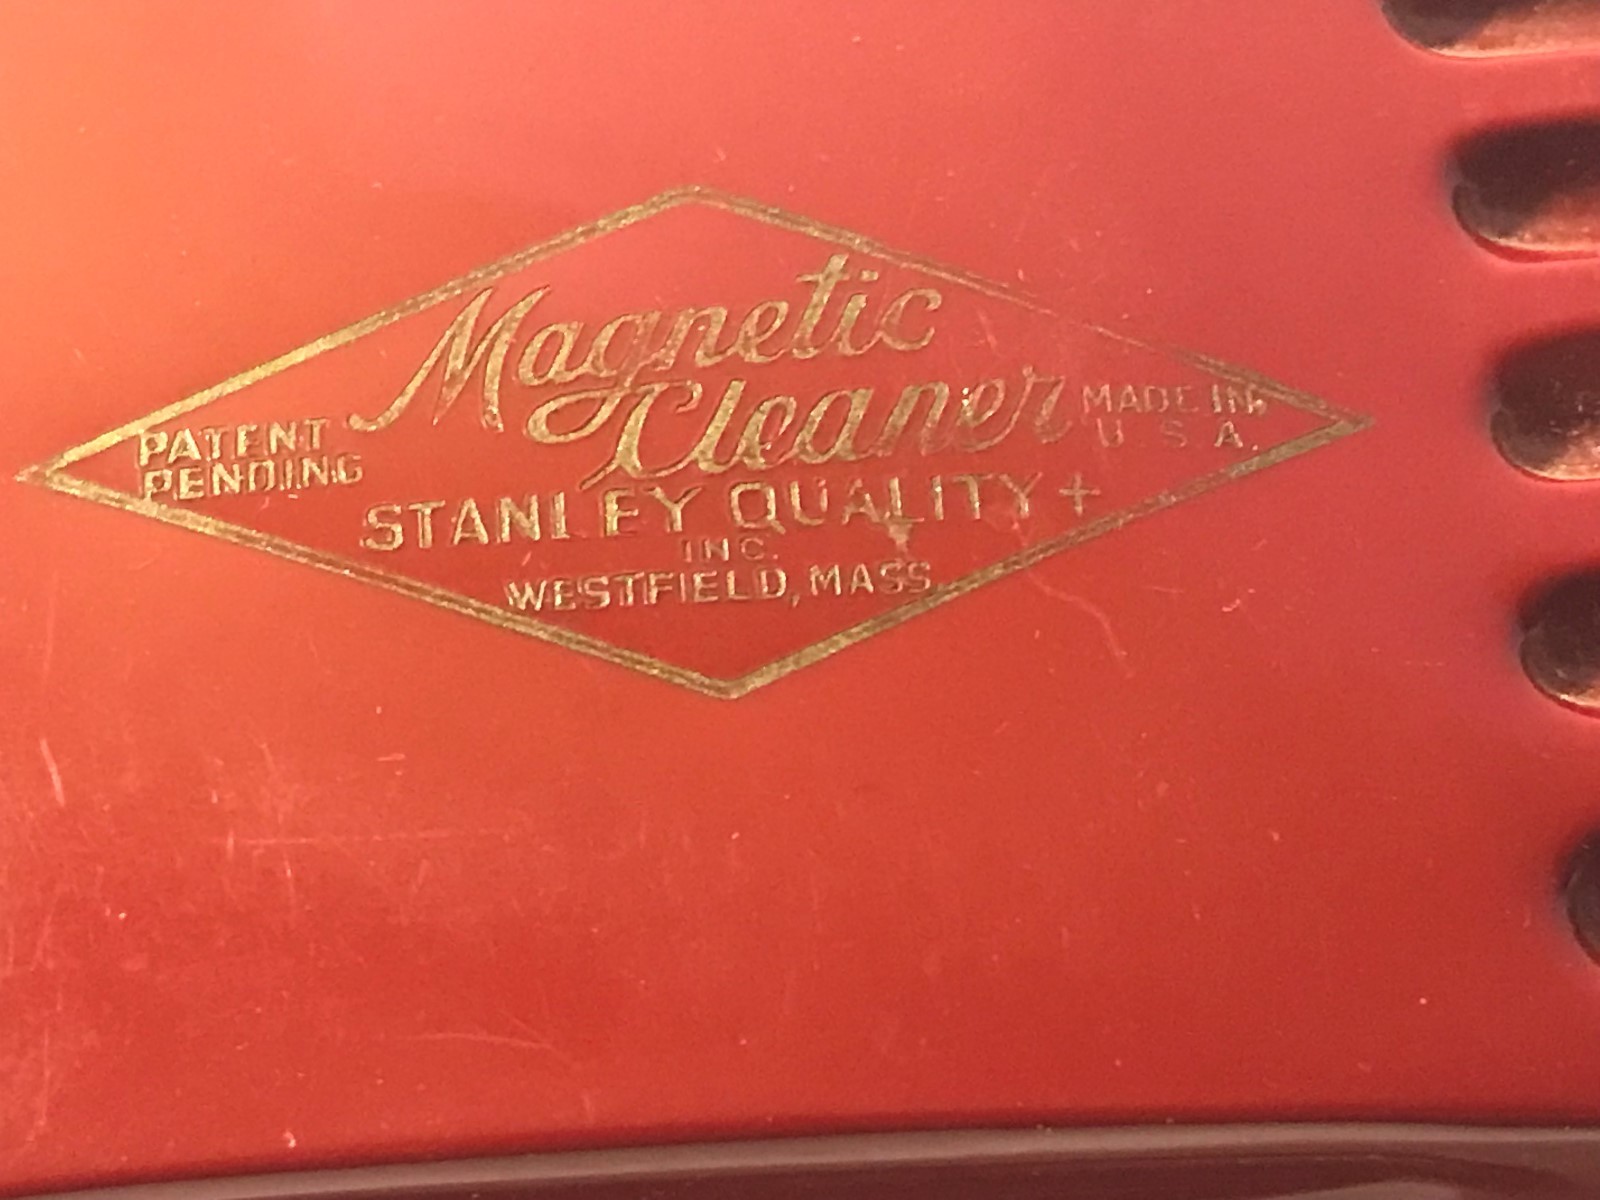 Magnetic
Cleaner
PATENT
PENDING
MADE IN
U. S. A.
STANLEY QUALITY +
INC.
WESTFIELD, MASS.